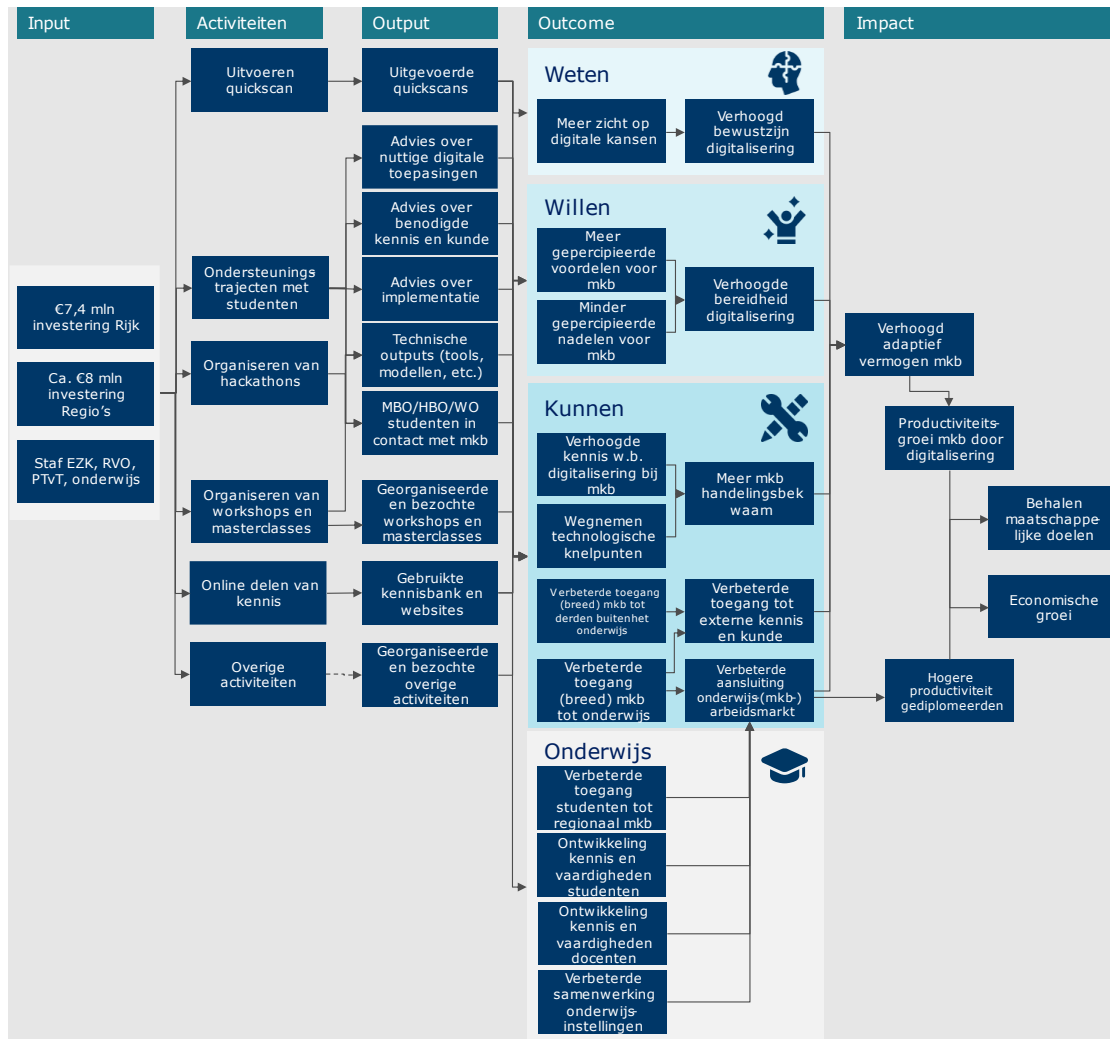 Input
Activiteiten
Output
Outcome
Impact
€7,4 mln
investering Rijk
Ca. €8 mln
investering
Regio's
Staf EZK, RVO,
PTvT, onderwijs
Uitvoeren
quickscan
Ondersteunings-
trajecten met
studenten
Organiseren van
hackathons
Organiseren van
workshops en
masterclasses
Online delen van
kennis
Overige
activiteiten
Uitgevoerde
quickscans
Advies over
nuttige digitale
toepasingen
Advies over
benodigde
kennis en kunde
Advies over
implementatie
Technische
outputs (tools,
modellen, etc.)
MBO/HBO/WO
studenten in
contact met mkb
Georganiseerde
en bezochte
workshops en
masterclasses
Gebruikte
kennisbank en
websites
Georganiseerde
en bezochte
overige
activiteiten
Weten
Meer zicht op
digitale kansen
Verhoogd
bewustzijn
digitalisering
Willen
Meer
gepercipieerde
voordelen voor
mkb
Minder
gepercipieerde
nadelen voor
mkb
Verhoogde
bereidheid
digitalisering
Kunnen
Verhoogde
kennis w.b.
digitalisering bij
mkb
Wegnemen
technologische
knelpunten
Meer mkb
handelingsbek
waam
Verbeterde toegang
(breed) mkb tot
derden buitenhet
onderwijs
Verbeterde
toegang tot
externe kennis
en kunde
Verbeterde
toegang
(breed) mkb
tot onderwijs
Verbeterde
aansluiting
onderwijs-(mkb-)
arbeidsmarkt
Onderwijs
Verbeterde
toegang
studenten tot
regionaal mkb
Ontwikkeling
kennis en
vaardigheden
studenten
Ontwikkeling
kennis en
vaardigheden
docenten
Verbeterde
samenwerking
onderwijs-
instellingen
Verhoogd
adaptief
vermogen mkb
Productiviteits-
groei mkb door
digitalisering
Behalen
maatschappe-
lijke doelen
Economische
groei
Hogere
productiviteit
gediplomeerden